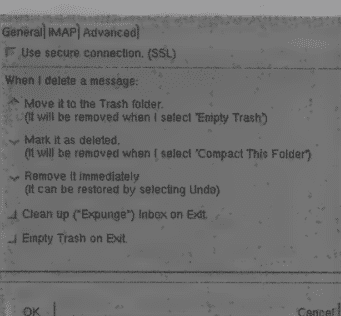 General IMAP Advanced
Use secure connection. (SSL)
When I delete a message:
Move it to the Trash folder.
(It will be removed when I select "Empty Trash")
Mark it as deleted.
(It will be removed when I select "Compact This Folder")
Remove it immediately
(It can be restored by selecting Undo)
Clean up ("Expunge") Inbox on Exit
Empty Trash on Exit
OK Cancel